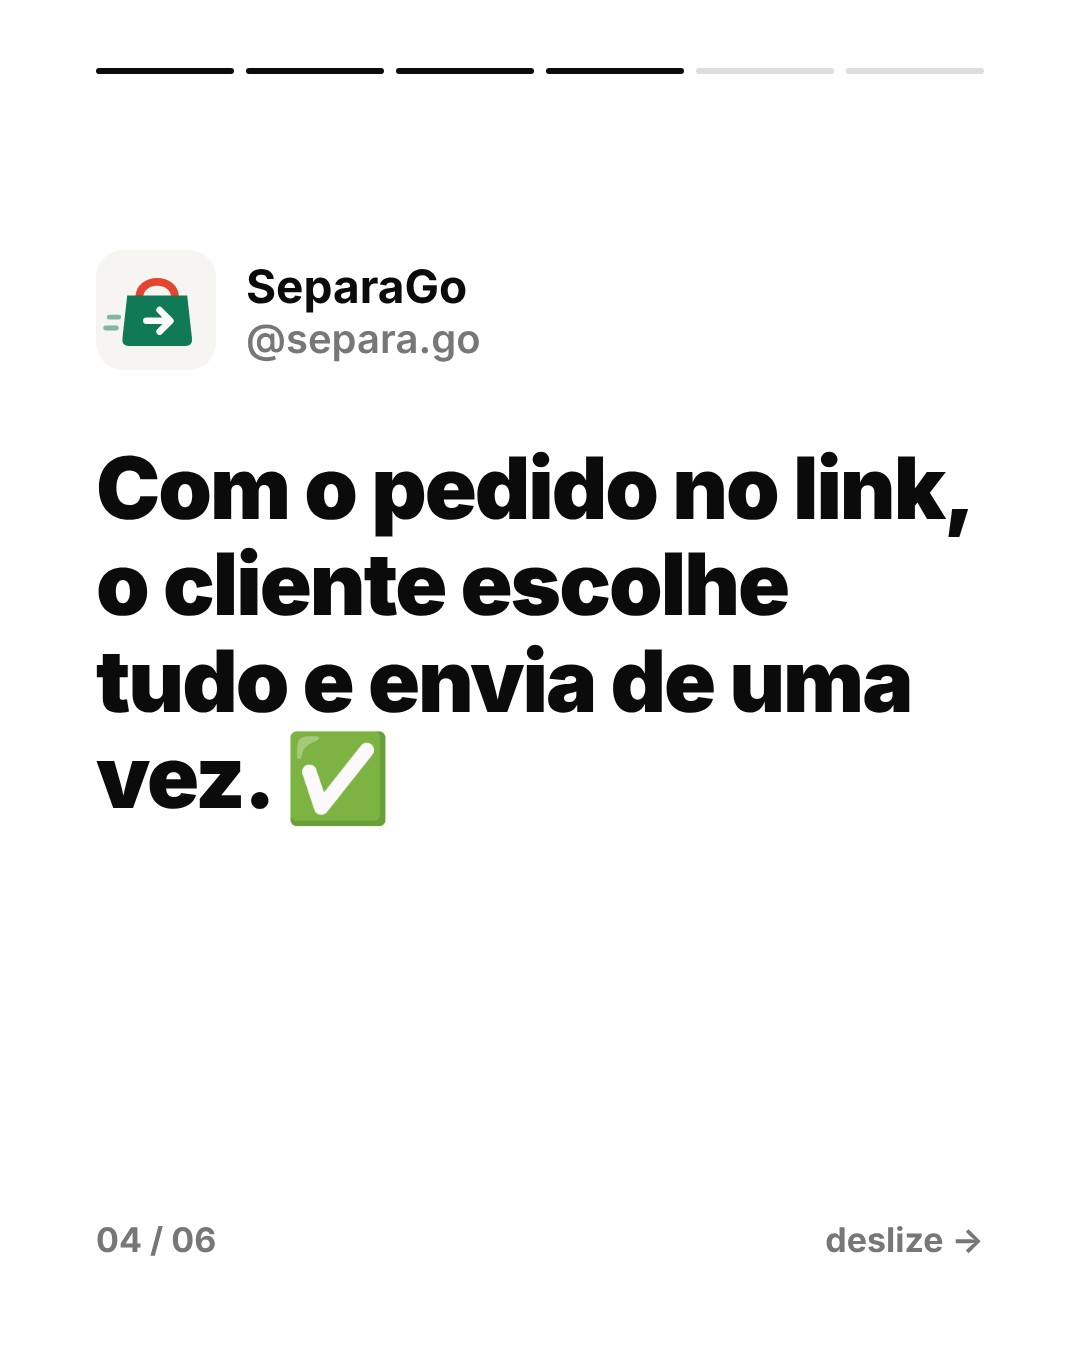 SeparaGo
@separa.go
Com o pedido no link,
o cliente escolhe
tudo e envia de uma
vez. ✅
04 / 06
deslize →